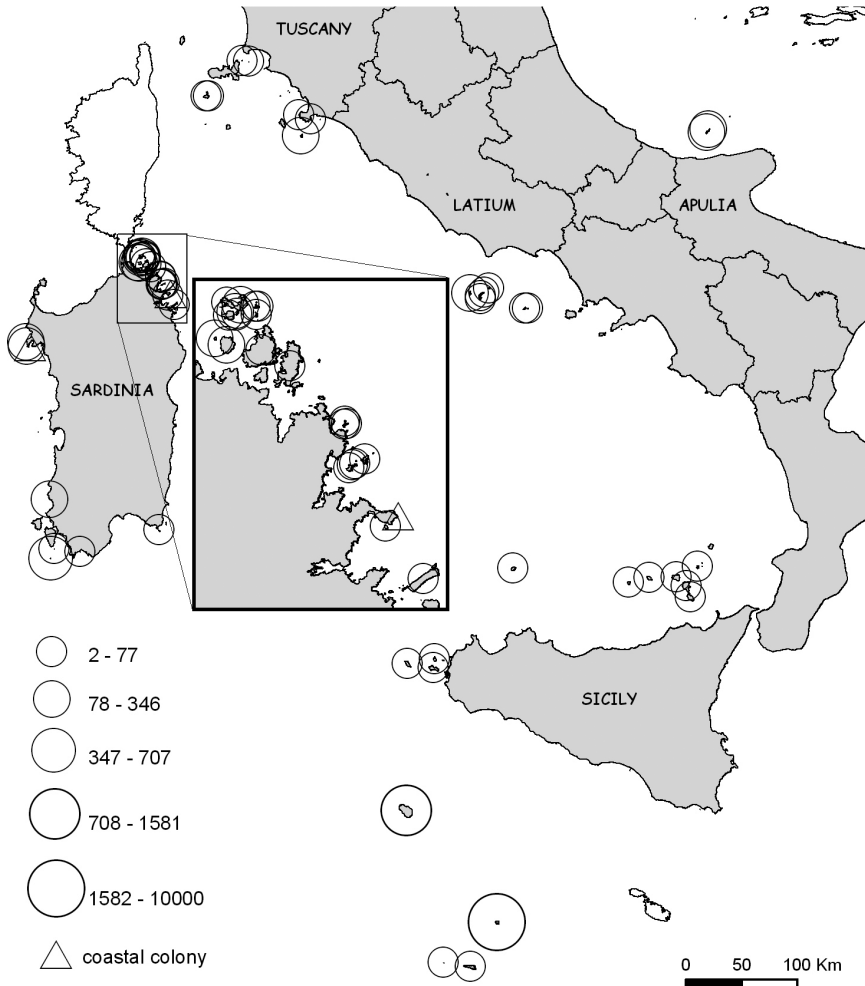 TUSCANY
LATIUM
APULIA
SARDINIA
SICILY
2 - 77
78 - 346
347 - 707
708 - 1581
1582 - 10000
coastal colony
0 50 100 Km